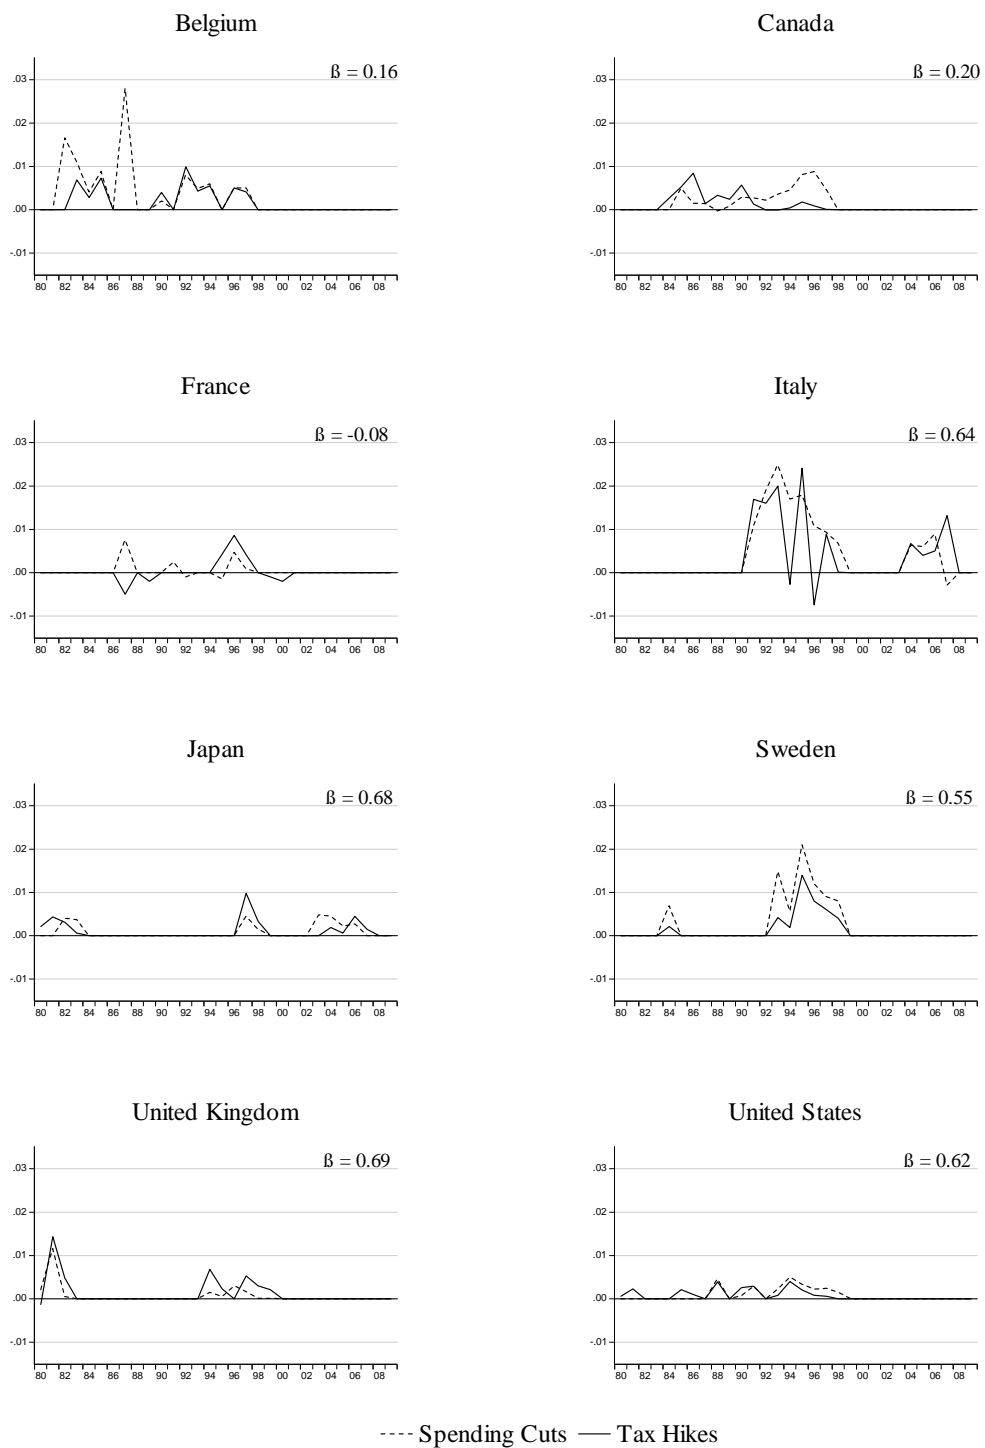 Belgium
ß = 0.16
.03
.02
.01
.00
-.01
80 82 84 86 88 90 92 94 96 98 00 02 04 06 08
Canada
ß = 0.20
.03
.02
.01
.00
-.01
80 82 84 86 88 90 92 94 96 98 00 02 04 06 08
France
ß = -0.08
.03
.02
.01
.00
-.01
80 82 84 86 88 90 92 94 96 98 00 02 04 06 08
Italy
ß = 0.64
.03
.02
.01
.00
-.01
80 82 84 86 88 90 92 94 96 98 00 02 04 06 08
Japan
ß = 0.68
.03
.02
.01
.00
-.01
80 82 84 86 88 90 92 94 96 98 00 02 04 06 08
Sweden
ß = 0.55
.03
.02
.01
.00
-.01
80 82 84 86 88 90 92 94 96 98 00 02 04 06 08
United Kingdom
ß = 0.69
.03
.02
.01
.00
-.01
80 82 84 86 88 90 92 94 96 98 00 02 04 06 08
United States
ß = 0.62
.03
.02
.01
.00
-.01
80 82 84 86 88 90 92 94 96 98 00 02 04 06 08
Spending Cuts Tax Hikes